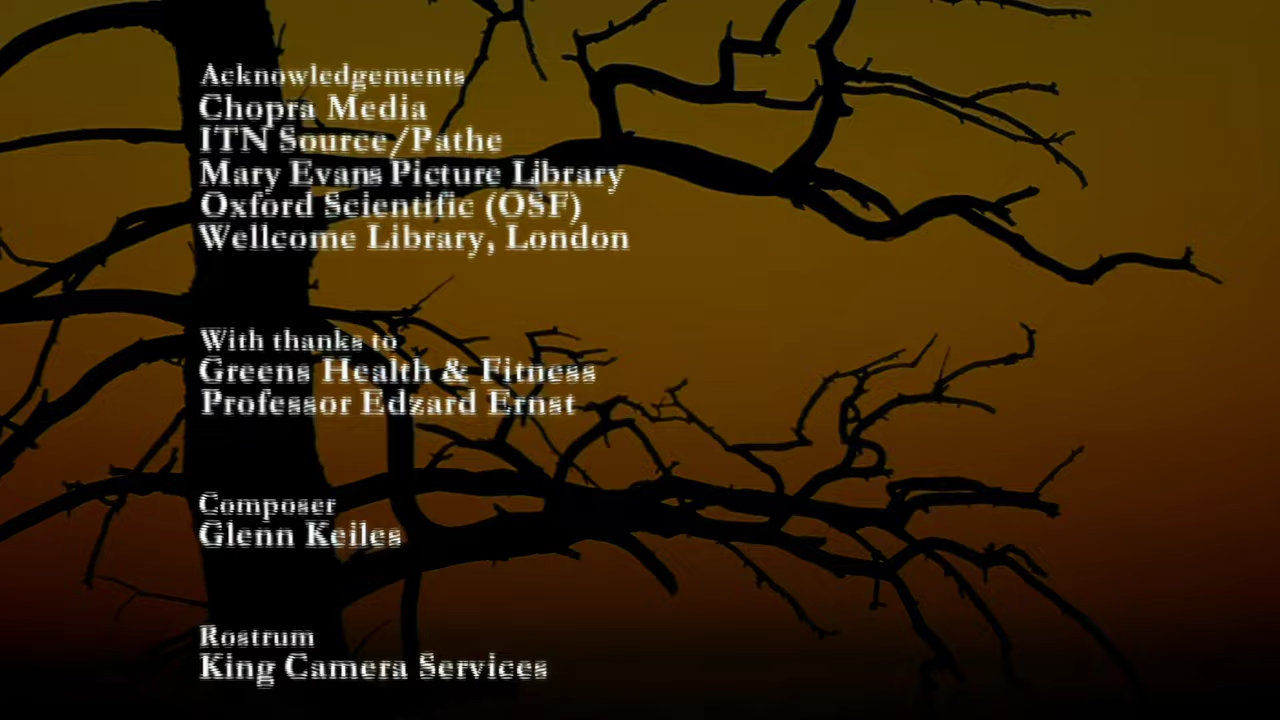 Acknowledgements
Chopra Media
ITN Source/Pathe
Mary Evans Picture Library
Oxford Scientific (OSF)
Wellcome Library, London
With thanks to
Greens Health & Fitness
Professor Edzard Ernst
Composer
Glenn Keiles
Rostrum
King Camera Services